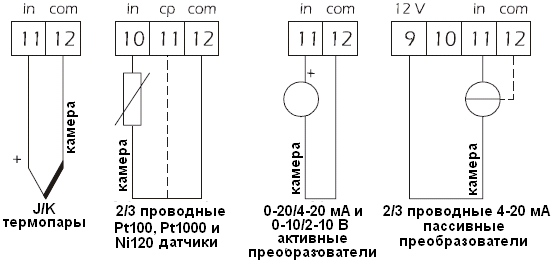 in com in cp com in com 12 V in com
11 12 10 11 12 11 12 9 10 11 12
+ камера камера + камера камера
J/K
термопары
2/3 проводные
Pt100, Pt1000 и
Ni120 датчики
0-20/4-20 мА и
0-10/2-10 В
активные
преобразователи
2/3 проводные 4-20 мА
пассивные
преобразователи